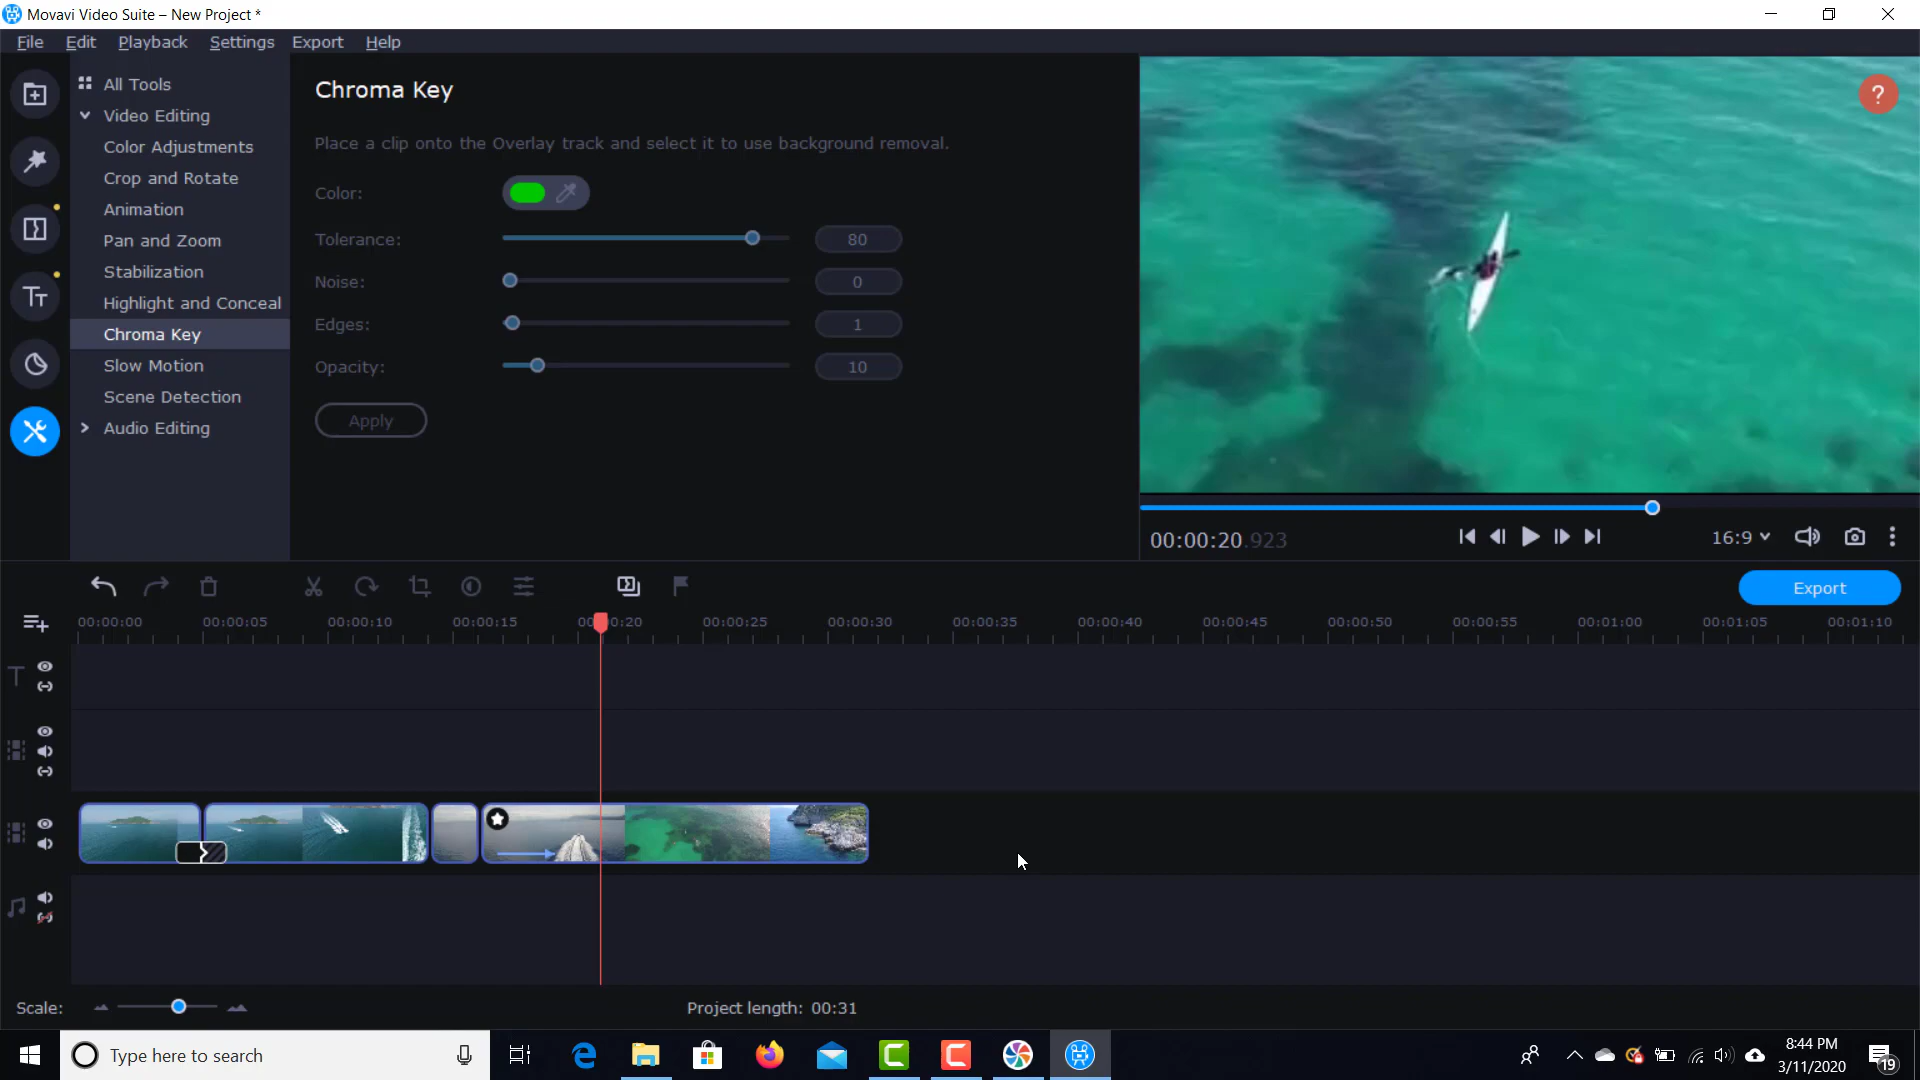 Movavi Video Suite – New Project *
File Edit Playback Settings Export Help
All Tools
Video Editing
Color Adjustments
Crop and Rotate
Animation
Pan and Zoom
Stabilization
Highlight and Conceal
Chroma Key
Slow Motion
Scene Detection
Audio Editing
Chroma Key
Place a clip onto the Overlay track and select it to use background removal.
Color:
Tolerance: 80
Noise: 0
Edges: 1
Opacity: 10
Apply
?
00:00:20.923
16:9
Export
00:00:00 00:00:05 00:00:10 00:00:15 00:00:20 00:00:25 00:00:30 00:00:35 00:00:40 00:00:45 00:00:50 00:00:55 00:01:00 00:01:05 00:01:10
Scale:
Project length: 00:31
Type here to search
8:44 PM
3/11/2020
19